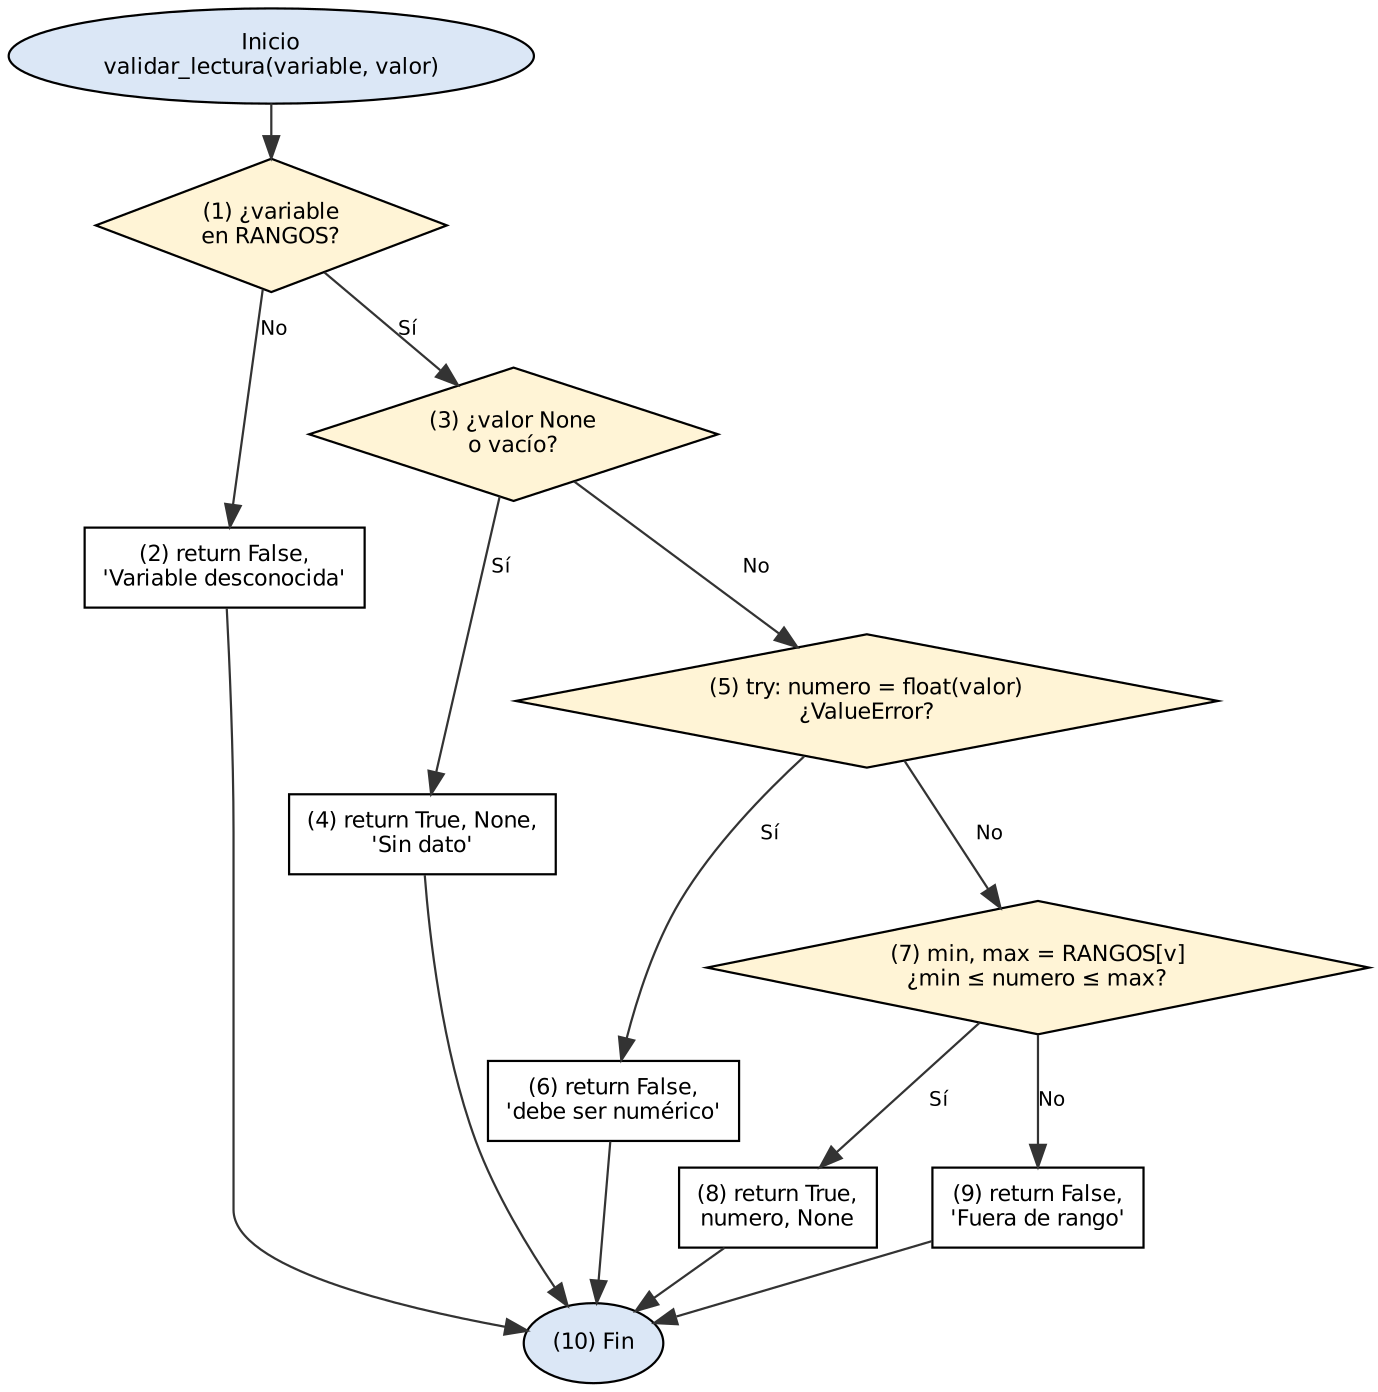 Inicio
validar_lectura(variable, valor)
(1) ¿variable
en RANGOS?
No
Sí
(3) ¿valor None
o vacío?
(2) return False,
'Variable desconocida'
Sí
No
(5) try: numero = float(valor)
¿ValueError?
(4) return True, None,
'Sin dato'
Sí
No
(7) min, max = RANGOS[v]
¿min ≤ numero ≤ max?
(6) return False,
'debe ser numérico'
Sí
No
(8) return True,
numero, None
(9) return False,
'Fuera de rango'
(10) Fin